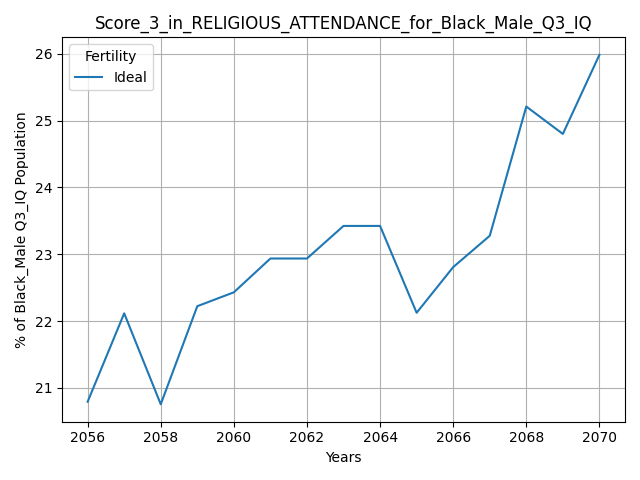 Score_3_in_RELIGIOUS_ATTENDANCE_for_Black_Male_Q3_IQ
Fertility
Ideal
% of Black_Male Q3_IQ Population
26
25
24
23
22
21
2056 2058 2060 2062 2064 2066 2068 2070
Years